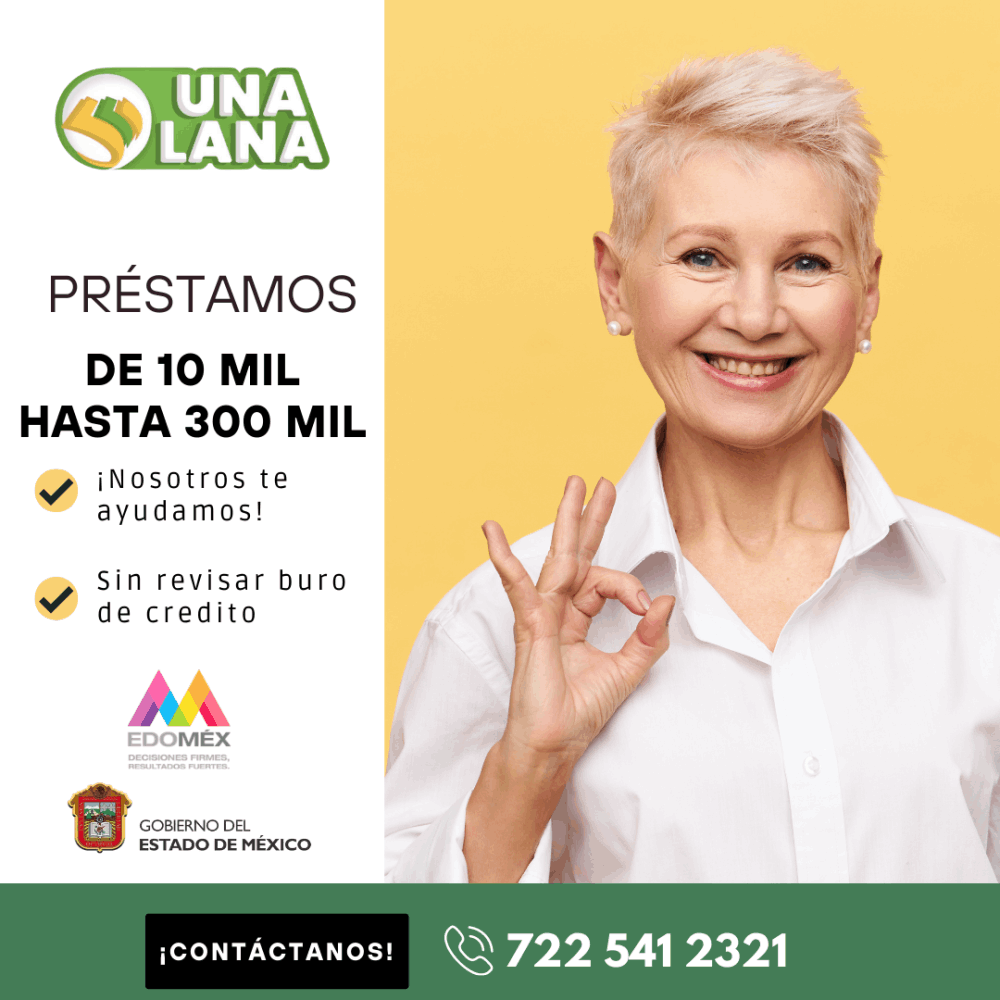 UNA
LANA
PRÉSTAMOS
DE 10 MIL
HASTA 300 MIL
¡Nosotros te
ayudamos!
Sin revisar buro
de credito
EDOMÉX
DECISIONES FIRMES,
RESULTADOS FUERTES.
GOBIERNO DEL
ESTADO DE MÉXICO
¡CONTÁCTANOS!
722 541 2321